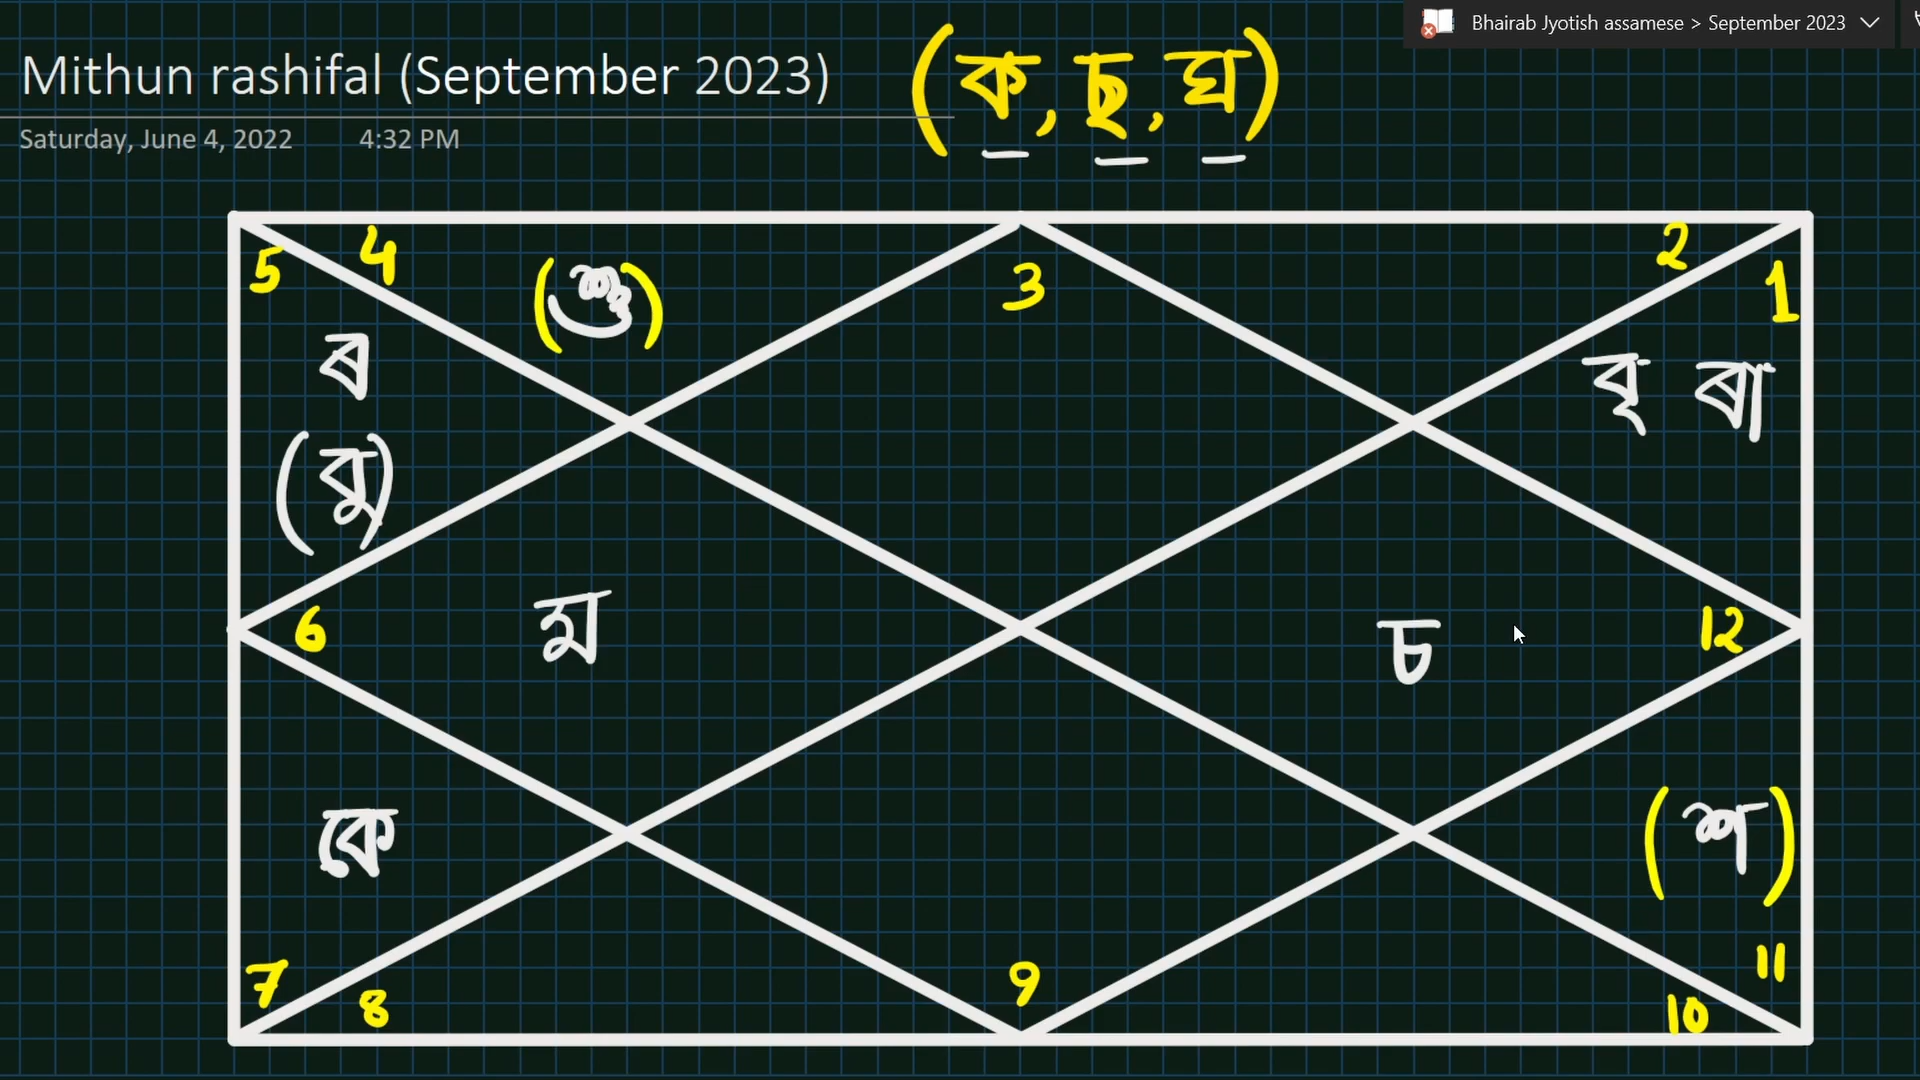 Bhairab Jyotish assamese > September 2023
Mithun rashifal (September 2023)
(ক, ছ, ঘ)
Saturday, June 4, 2022 4:32 PM
5 4 (শু) 3 2 1
ৰ
বৃ ৰা
(বু)
6 ম চ 12
কে (শ)
7 8 9 10 11